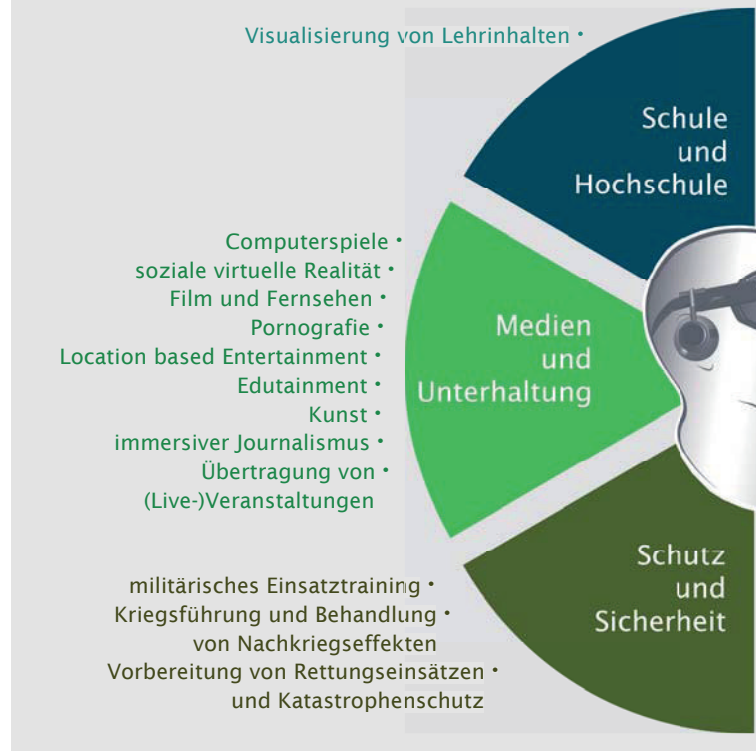 Visualisierung von Lehrinhalten •
Schule
und
Hochschule
Computerspiele •
soziale virtuelle Realität •
Film und Fernsehen •
Pornografie •
Location based Entertainment •
Edutainment •
Kunst •
immersiver Journalismus •
Übertragung von •
(Live-)Veranstaltungen
Medien
und
Unterhaltung
militärisches Einsatztraining •
Kriegsführung und Behandlung •
von Nachkriegseffekten
Vorbereitung von Rettungseinsätzen •
und Katastrophenschutz
Schutz
und
Sicherheit